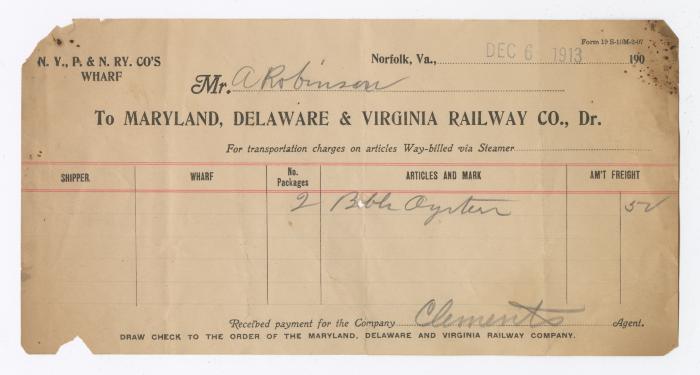 N. Y., P. & N. RY. CO'S
WHARF
Form 19 S-10M-2-07
Norfolk, Va., DEC 6 1913 190
Mr. A Robinson
To MARYLAND, DELAWARE & VIRGINIA RAILWAY CO., Dr.
For transportation charges on articles Way-billed via Steamer
SHIPPER WHARF No. Packages ARTICLES AND MARK AM'T FREIGHT
2 Bbls Oysters
Received payment for the Company Clements Agent.
DRAW CHECK TO THE ORDER OF THE MARYLAND, DELAWARE AND VIRGINIA RAILWAY COMPANY.